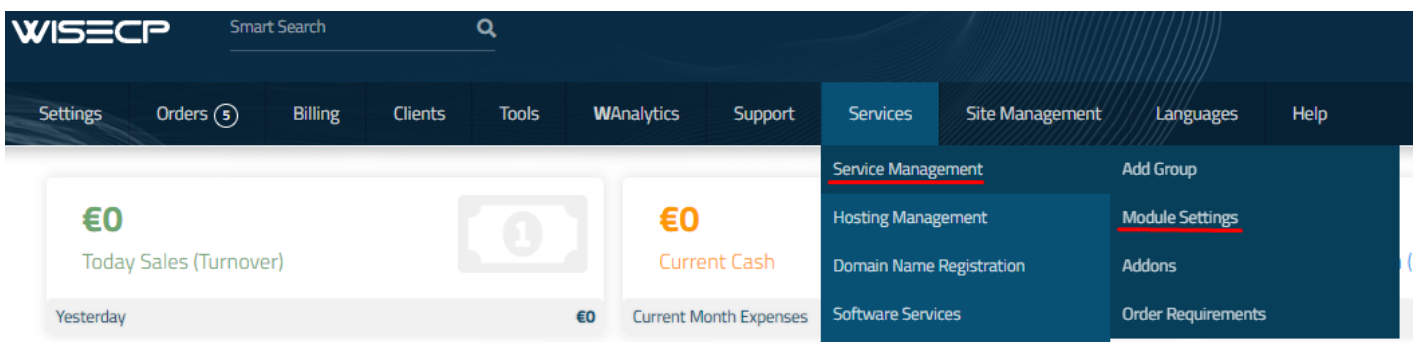 WISECP Smart Search
Settings Orders 5 Billing Clients Tools WAnalytics Support Services Site Management Languages Help
Service Management Add Group
Hosting Management Module Settings
Domain Name Registration Addons
Software Services Order Requirements
€0
Today Sales (Turnover)
Yesterday €0
€0
Current Cash
Current Month Expenses